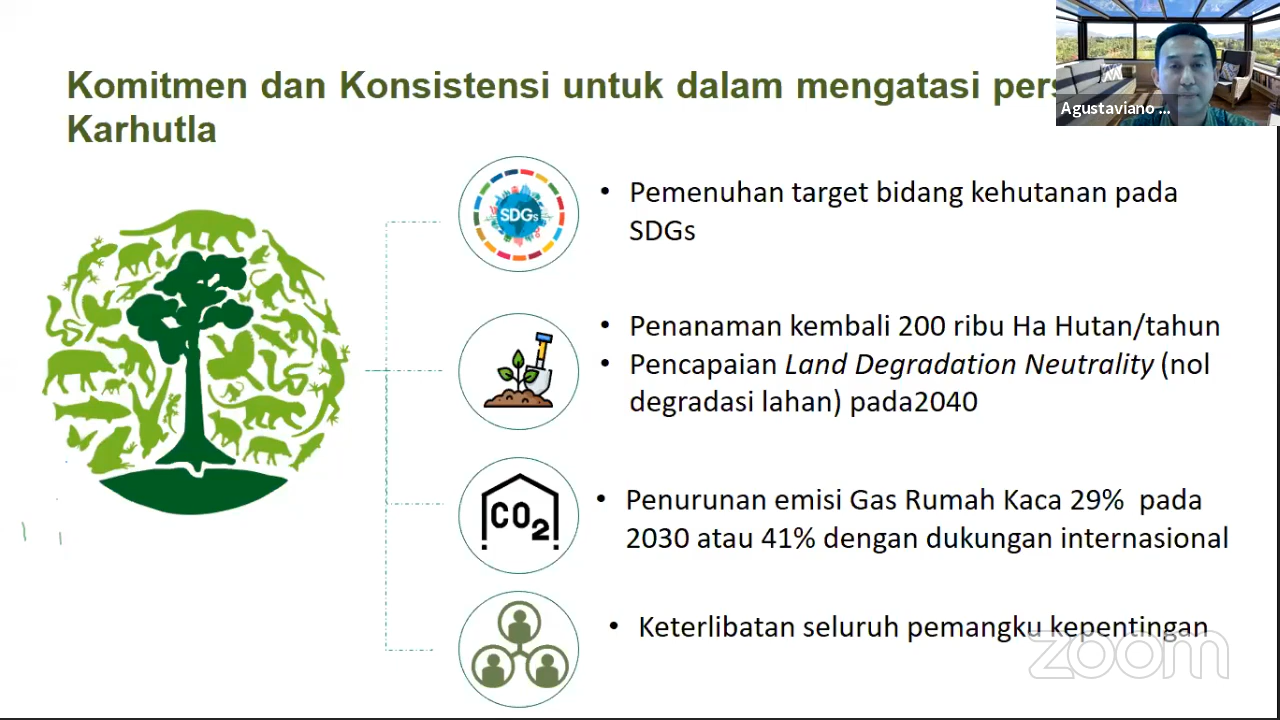 Komitmen dan Konsistensi untuk dalam mengatasi
Karhutla
Agustaviano ...
SDGs
Pemenuhan target bidang kehutanan pada
SDGs
Penanaman kembali 200 ribu Ha Hutan/tahun
Pencapaian Land Degradation Neutrality (nol
degradasi lahan) pada2040
CO2
Penurunan emisi Gas Rumah Kaca 29% pada
2030 atau 41% dengan dukungan internasional
Keterlibatan seluruh pemangku kepentingan
zoom